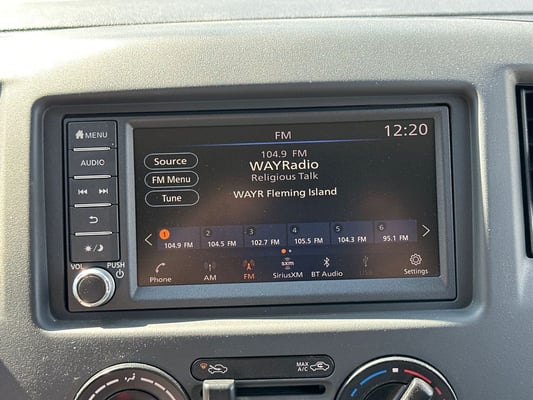 MENU
FM
12:20
AUDIO
Source
104.9 FM
WAYRadio
FM Menu
Religious Talk
Tune
WAYR Fleming Island
1 2 3 4 5 6
104.9 FM 104.5 FM 102.7 FM 105.5 FM 104.3 FM 95.1 FM
VOL PUSH
Phone AM FM SiriusXM BT Audio USB Settings
MAX
A/C